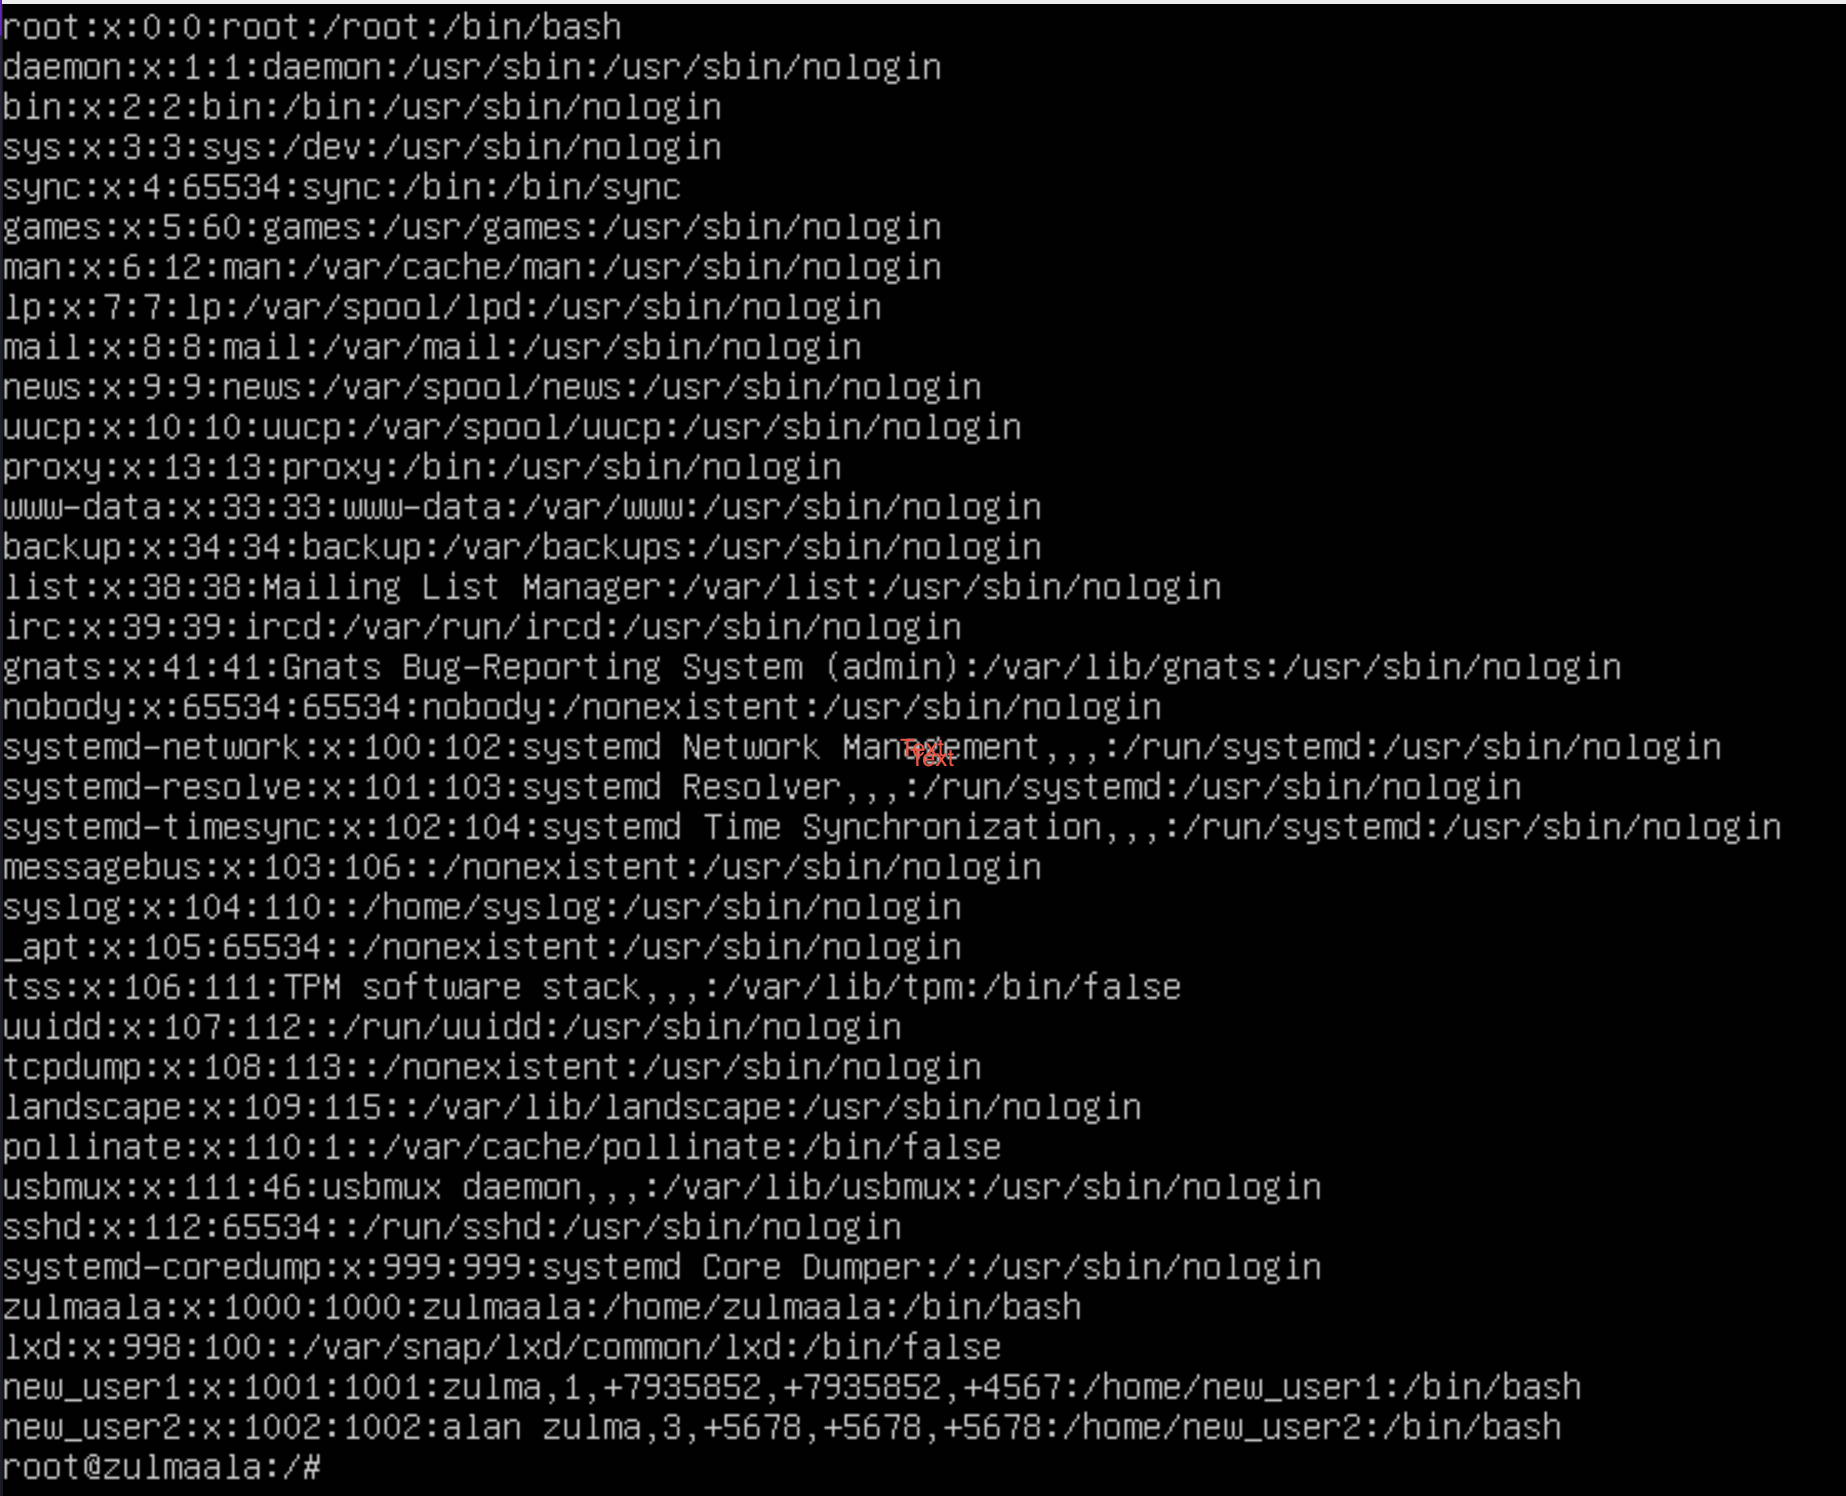 root:x:0:0:root:/root:/bin/bash
daemon:x:1:1:daemon:/usr/sbin:/usr/sbin/nologin
bin:x:2:2:bin:/bin:/usr/sbin/nologin
sys:x:3:3:sys:/dev:/usr/sbin/nologin
sync:x:4:65534:sync:/bin:/bin/sync
games:x:5:60:games:/usr/games:/usr/sbin/nologin
man:x:6:12:man:/var/cache/man:/usr/sbin/nologin
lp:x:7:7:lp:/var/spool/lpd:/usr/sbin/nologin
mail:x:8:8:mail:/var/mail:/usr/sbin/nologin
news:x:9:9:news:/var/spool/news:/usr/sbin/nologin
uucp:x:10:10:uucp:/var/spool/uucp:/usr/sbin/nologin
proxy:x:13:13:proxy:/bin:/usr/sbin/nologin
www-data:x:33:33:www-data:/var/www:/usr/sbin/nologin
backup:x:34:34:backup:/var/backups:/usr/sbin/nologin
list:x:38:38:Mailing List Manager:/var/list:/usr/sbin/nologin
irc:x:39:39:ircd:/var/run/ircd:/usr/sbin/nologin
gnats:x:41:41:Gnats Bug-Reporting System (admin):/var/lib/gnats:/usr/sbin/nologin
nobody:x:65534:65534:nobody:/nonexistent:/usr/sbin/nologin
systemd-network:x:100:102:systemd Network Management,,,:/run/systemd:/usr/sbin/nologin
Text
Text
systemd-resolve:x:101:103:systemd Resolver,,,:/run/systemd:/usr/sbin/nologin
systemd-timesync:x:102:104:systemd Time Synchronization,,,:/run/systemd:/usr/sbin/nologin
messagebus:x:103:106::/nonexistent:/usr/sbin/nologin
syslog:x:104:110::/home/syslog:/usr/sbin/nologin
_apt:x:105:65534::/nonexistent:/usr/sbin/nologin
tss:x:106:111:TPM software stack,,,:/var/lib/tpm:/bin/false
uuidd:x:107:112::/run/uuidd:/usr/sbin/nologin
tcpdump:x:108:113::/nonexistent:/usr/sbin/nologin
landscape:x:109:115::/var/lib/landscape:/usr/sbin/nologin
pollinate:x:110:1::/var/cache/pollinate:/bin/false
usbmux:x:111:46:usbmux daemon,,,:/var/lib/usbmux:/usr/sbin/nologin
sshd:x:112:65534::/run/sshd:/usr/sbin/nologin
systemd-coredump:x:999:999:systemd Core Dumper:/:/usr/sbin/nologin
zulmaala:x:1000:1000:zulmaala:/home/zulmaala:/bin/bash
lxd:x:998:100::/var/snap/lxd/common/lxd:/bin/false
new_user1:x:1001:1001:zulma,1,+7935852,+7935852,+4567:/home/new_user1:/bin/bash
new_user2:x:1002:1002:alan zulma,3,+5678,+5678,+5678:/home/new_user2:/bin/bash
root@zulmaala:/#